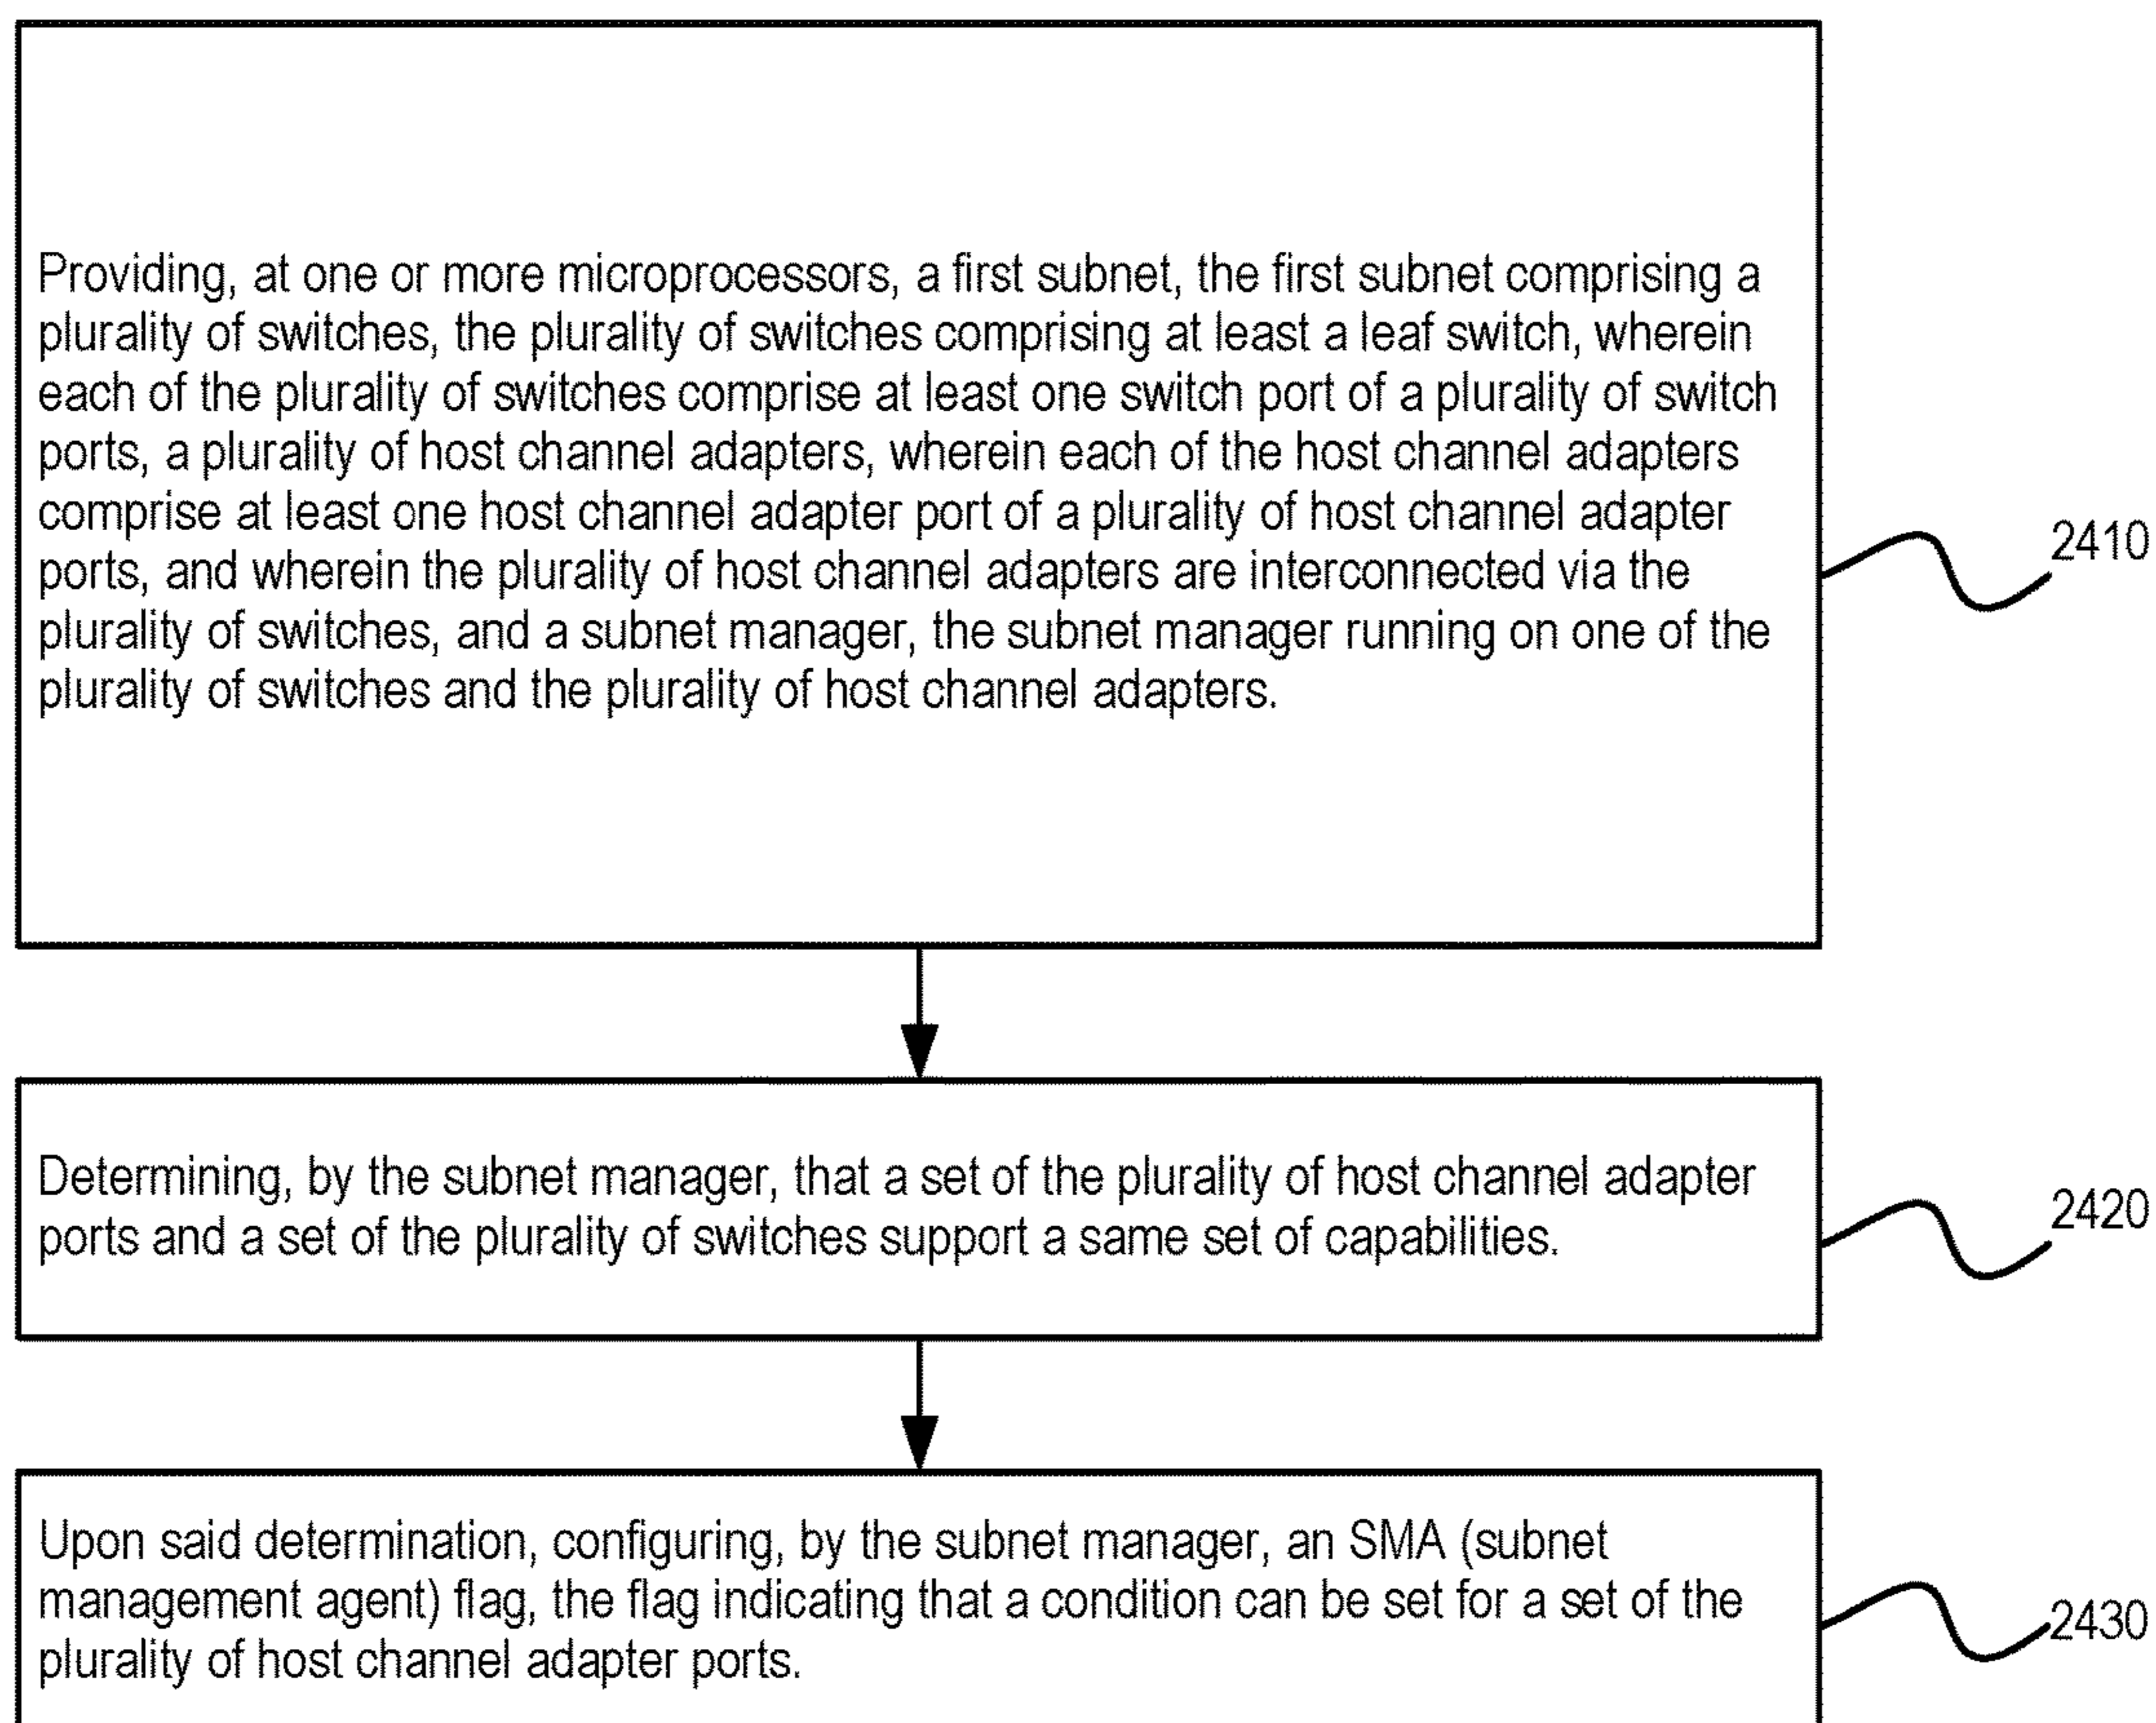 Providing, at one or more microprocessors, a first subnet, the first subnet comprising a
plurality of switches, the plurality of switches comprising at least a leaf switch, wherein
each of the plurality of switches comprise at least one switch port of a plurality of switch
ports, a plurality of host channel adapters, wherein each of the host channel adapters
comprise at least one host channel adapter port of a plurality of host channel adapter
ports, and wherein the plurality of host channel adapters are interconnected via the
plurality of switches, and a subnet manager, the subnet manager running on one of the
plurality of switches and the plurality of host channel adapters.
2410
Determining, by the subnet manager, that a set of the plurality of host channel adapter
ports and a set of the plurality of switches support a same set of capabilities.
2420
Upon said determination, configuring, by the subnet manager, an SMA (subnet
management agent) flag, the flag indicating that a condition can be set for a set of the
plurality of host channel adapter ports.
2430